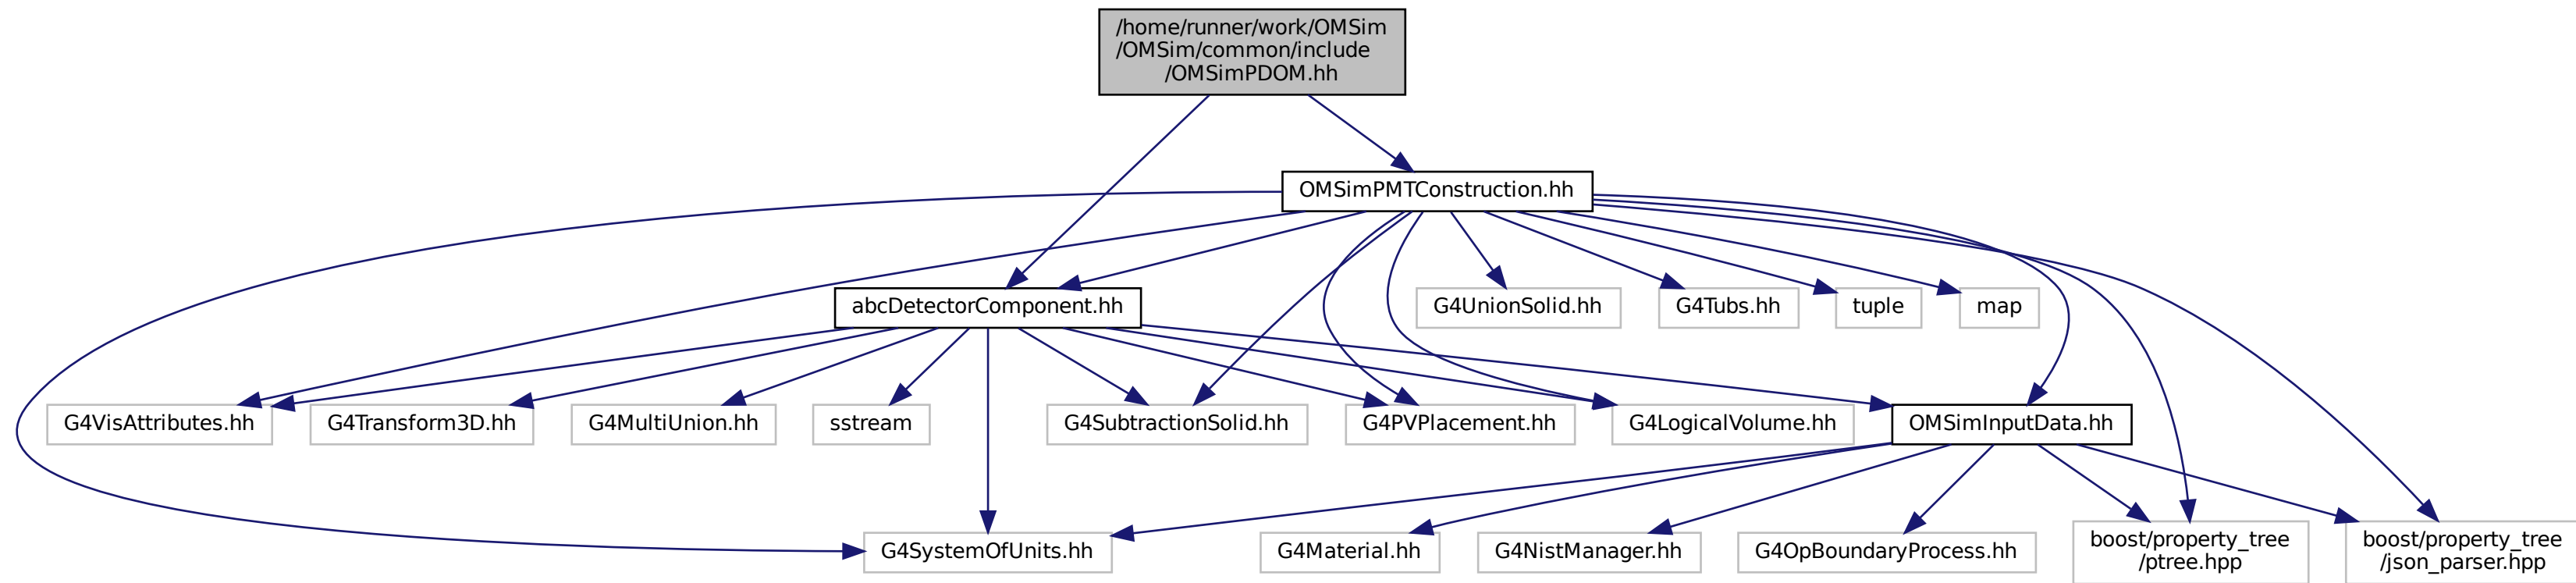 /home/runner/work/OMSim
/OMSim/common/include
/OMSimPDOM.hh
OMSimPMTConstruction.hh
abcDetectorComponent.hh
G4UnionSolid.hh
G4Tubs.hh
tuple
map
G4VisAttributes.hh
G4Transform3D.hh
G4MultiUnion.hh
sstream
G4SubtractionSolid.hh
G4PVPlacement.hh
G4LogicalVolume.hh
OMSimInputData.hh
G4SystemOfUnits.hh
G4Material.hh
G4NistManager.hh
G4OpBoundaryProcess.hh
boost/property_tree
/ptree.hpp
boost/property_tree
/json_parser.hpp